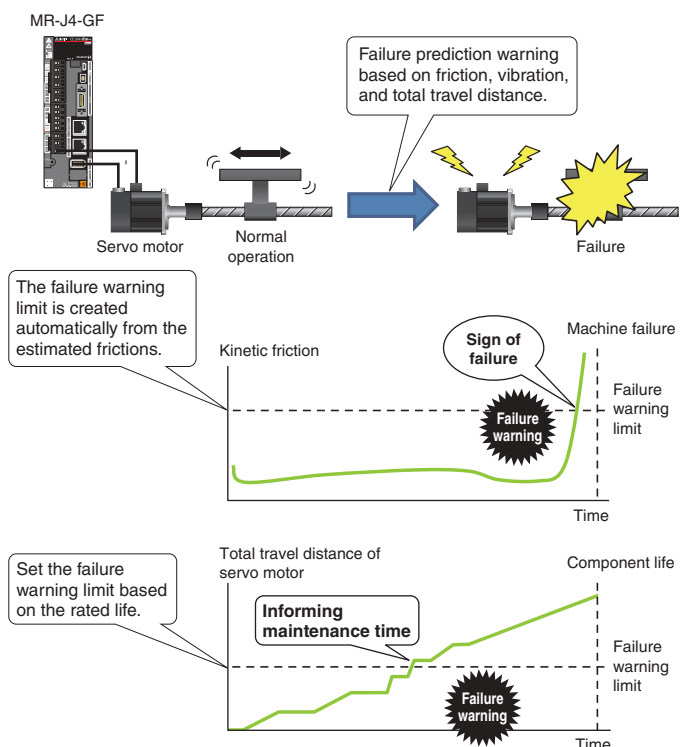 MR-J4-GF
Failure prediction warning
based on friction, vibration,
and total travel distance.
Servo motor
Normal
operation
Failure
The failure warning
limit is created
automatically from the
estimated frictions.
Kinetic friction
Sign of
failure
Machine failure
Failure
warning
Failure
warning
limit
Time
Set the failure
warning limit based
on the rated life.
Total travel distance of
servo motor
Informing
maintenance time
Component life
Failure
warning
limit
Failure
warning
Time